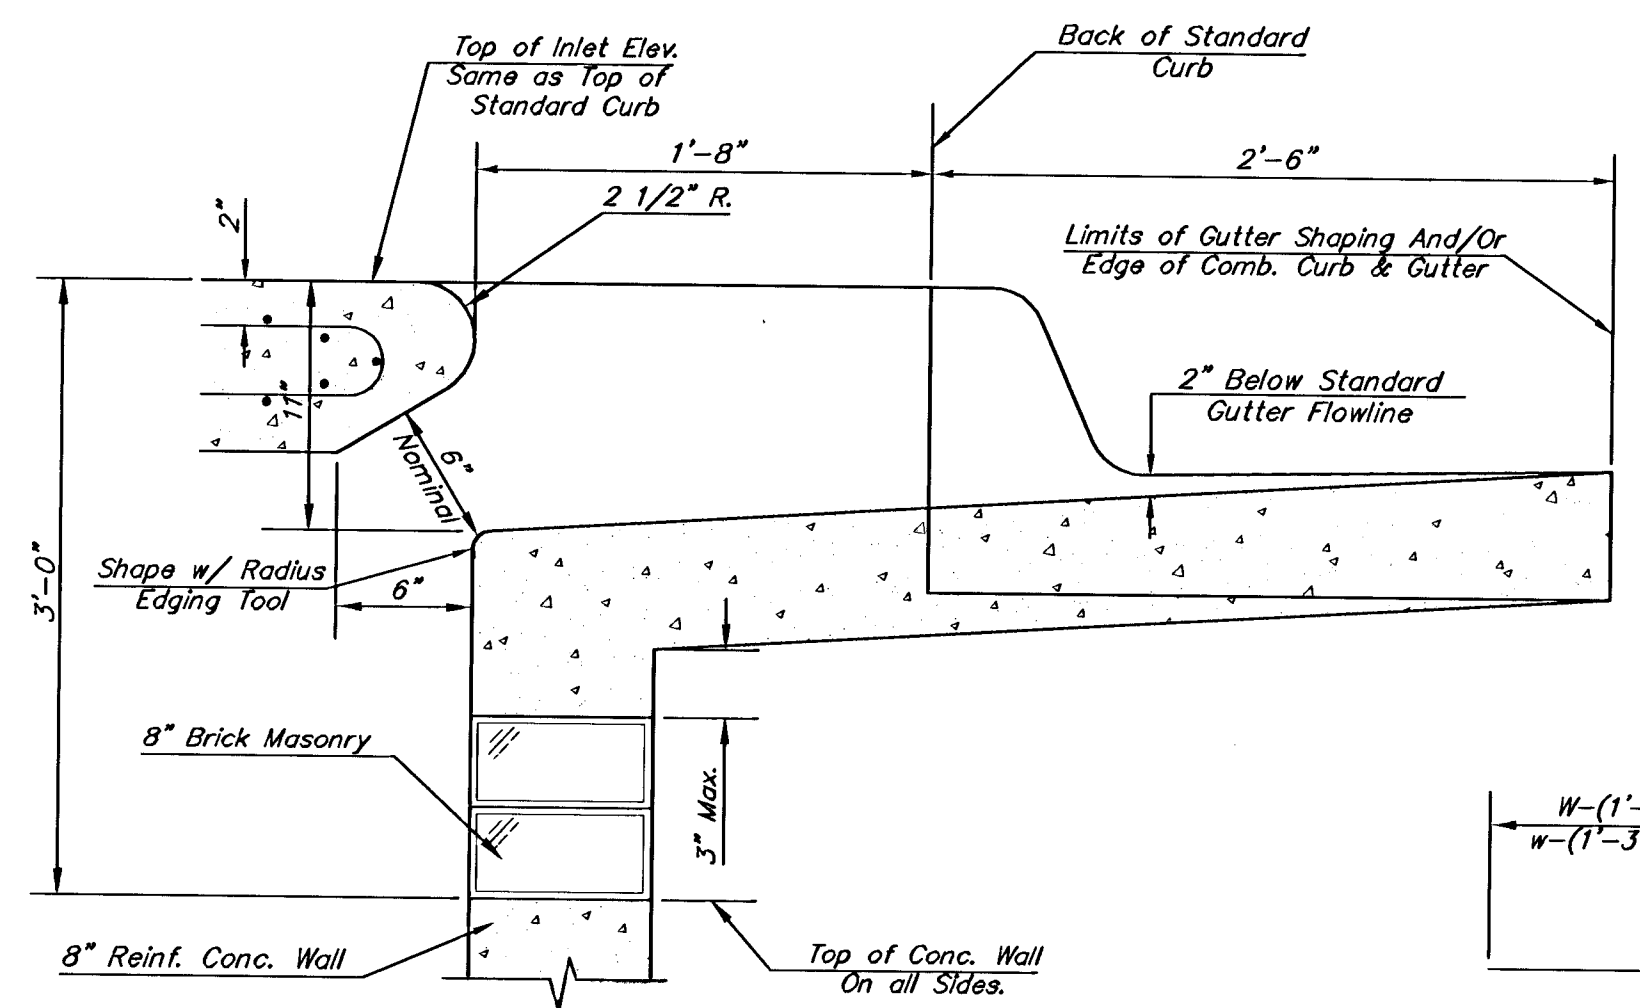 Top of Inlet Elev.
Same as Top of
Standard Curb
Back of Standard
Curb
1'-8"
2'-6"
2 1/2" R.
2"
Limits of Gutter Shaping And/Or
Edge of Comb. Curb & Gutter
2" Below Standard
Gutter Flowline
11"
6"
Nominal
3'-0"
Shape w/ Radius
Edging Tool
6"
8" Brick Masonry
3" Max.
W-(1'-
w-(1'-3
8" Reinf. Conc. Wall
Top of Conc. Wall
On all Sides.